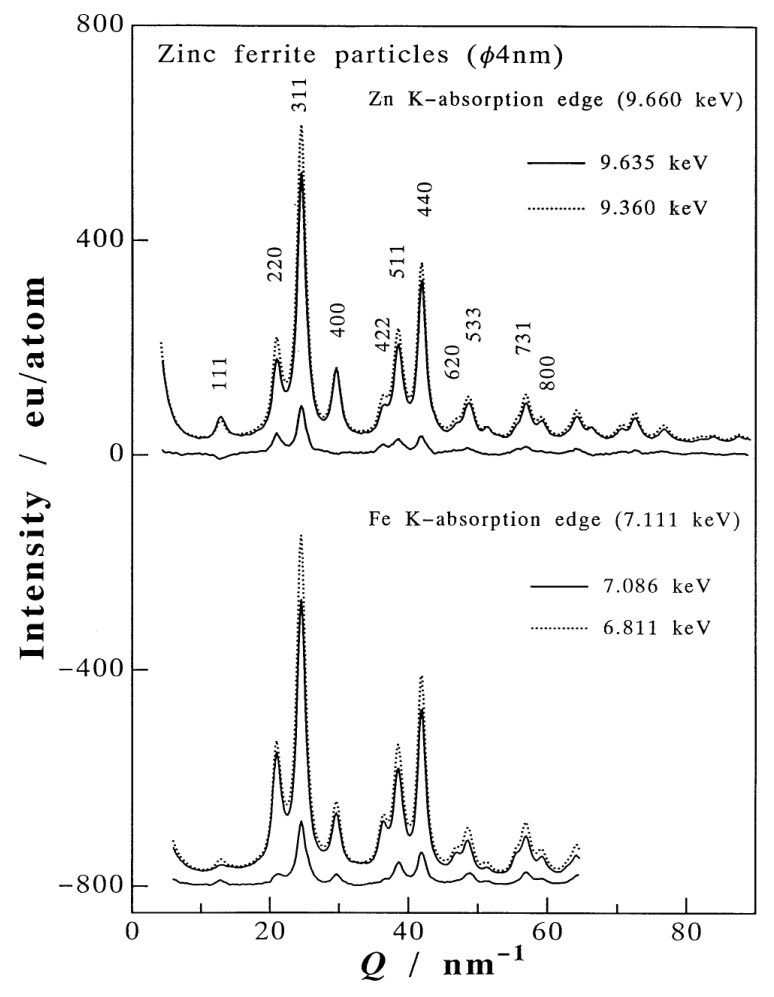 Zinc ferrite particles (ϕ4nm)
Zn K-absorption edge (9.660 keV)
9.635 keV
9.360 keV
111
220
311
400
422
511
440
620
533
731
800
Fe K-absorption edge (7.111 keV)
7.086 keV
6.811 keV
800
400
0
-400
-800
Intensity / eu/atom
0 20 40 60 80
Q / nm⁻¹